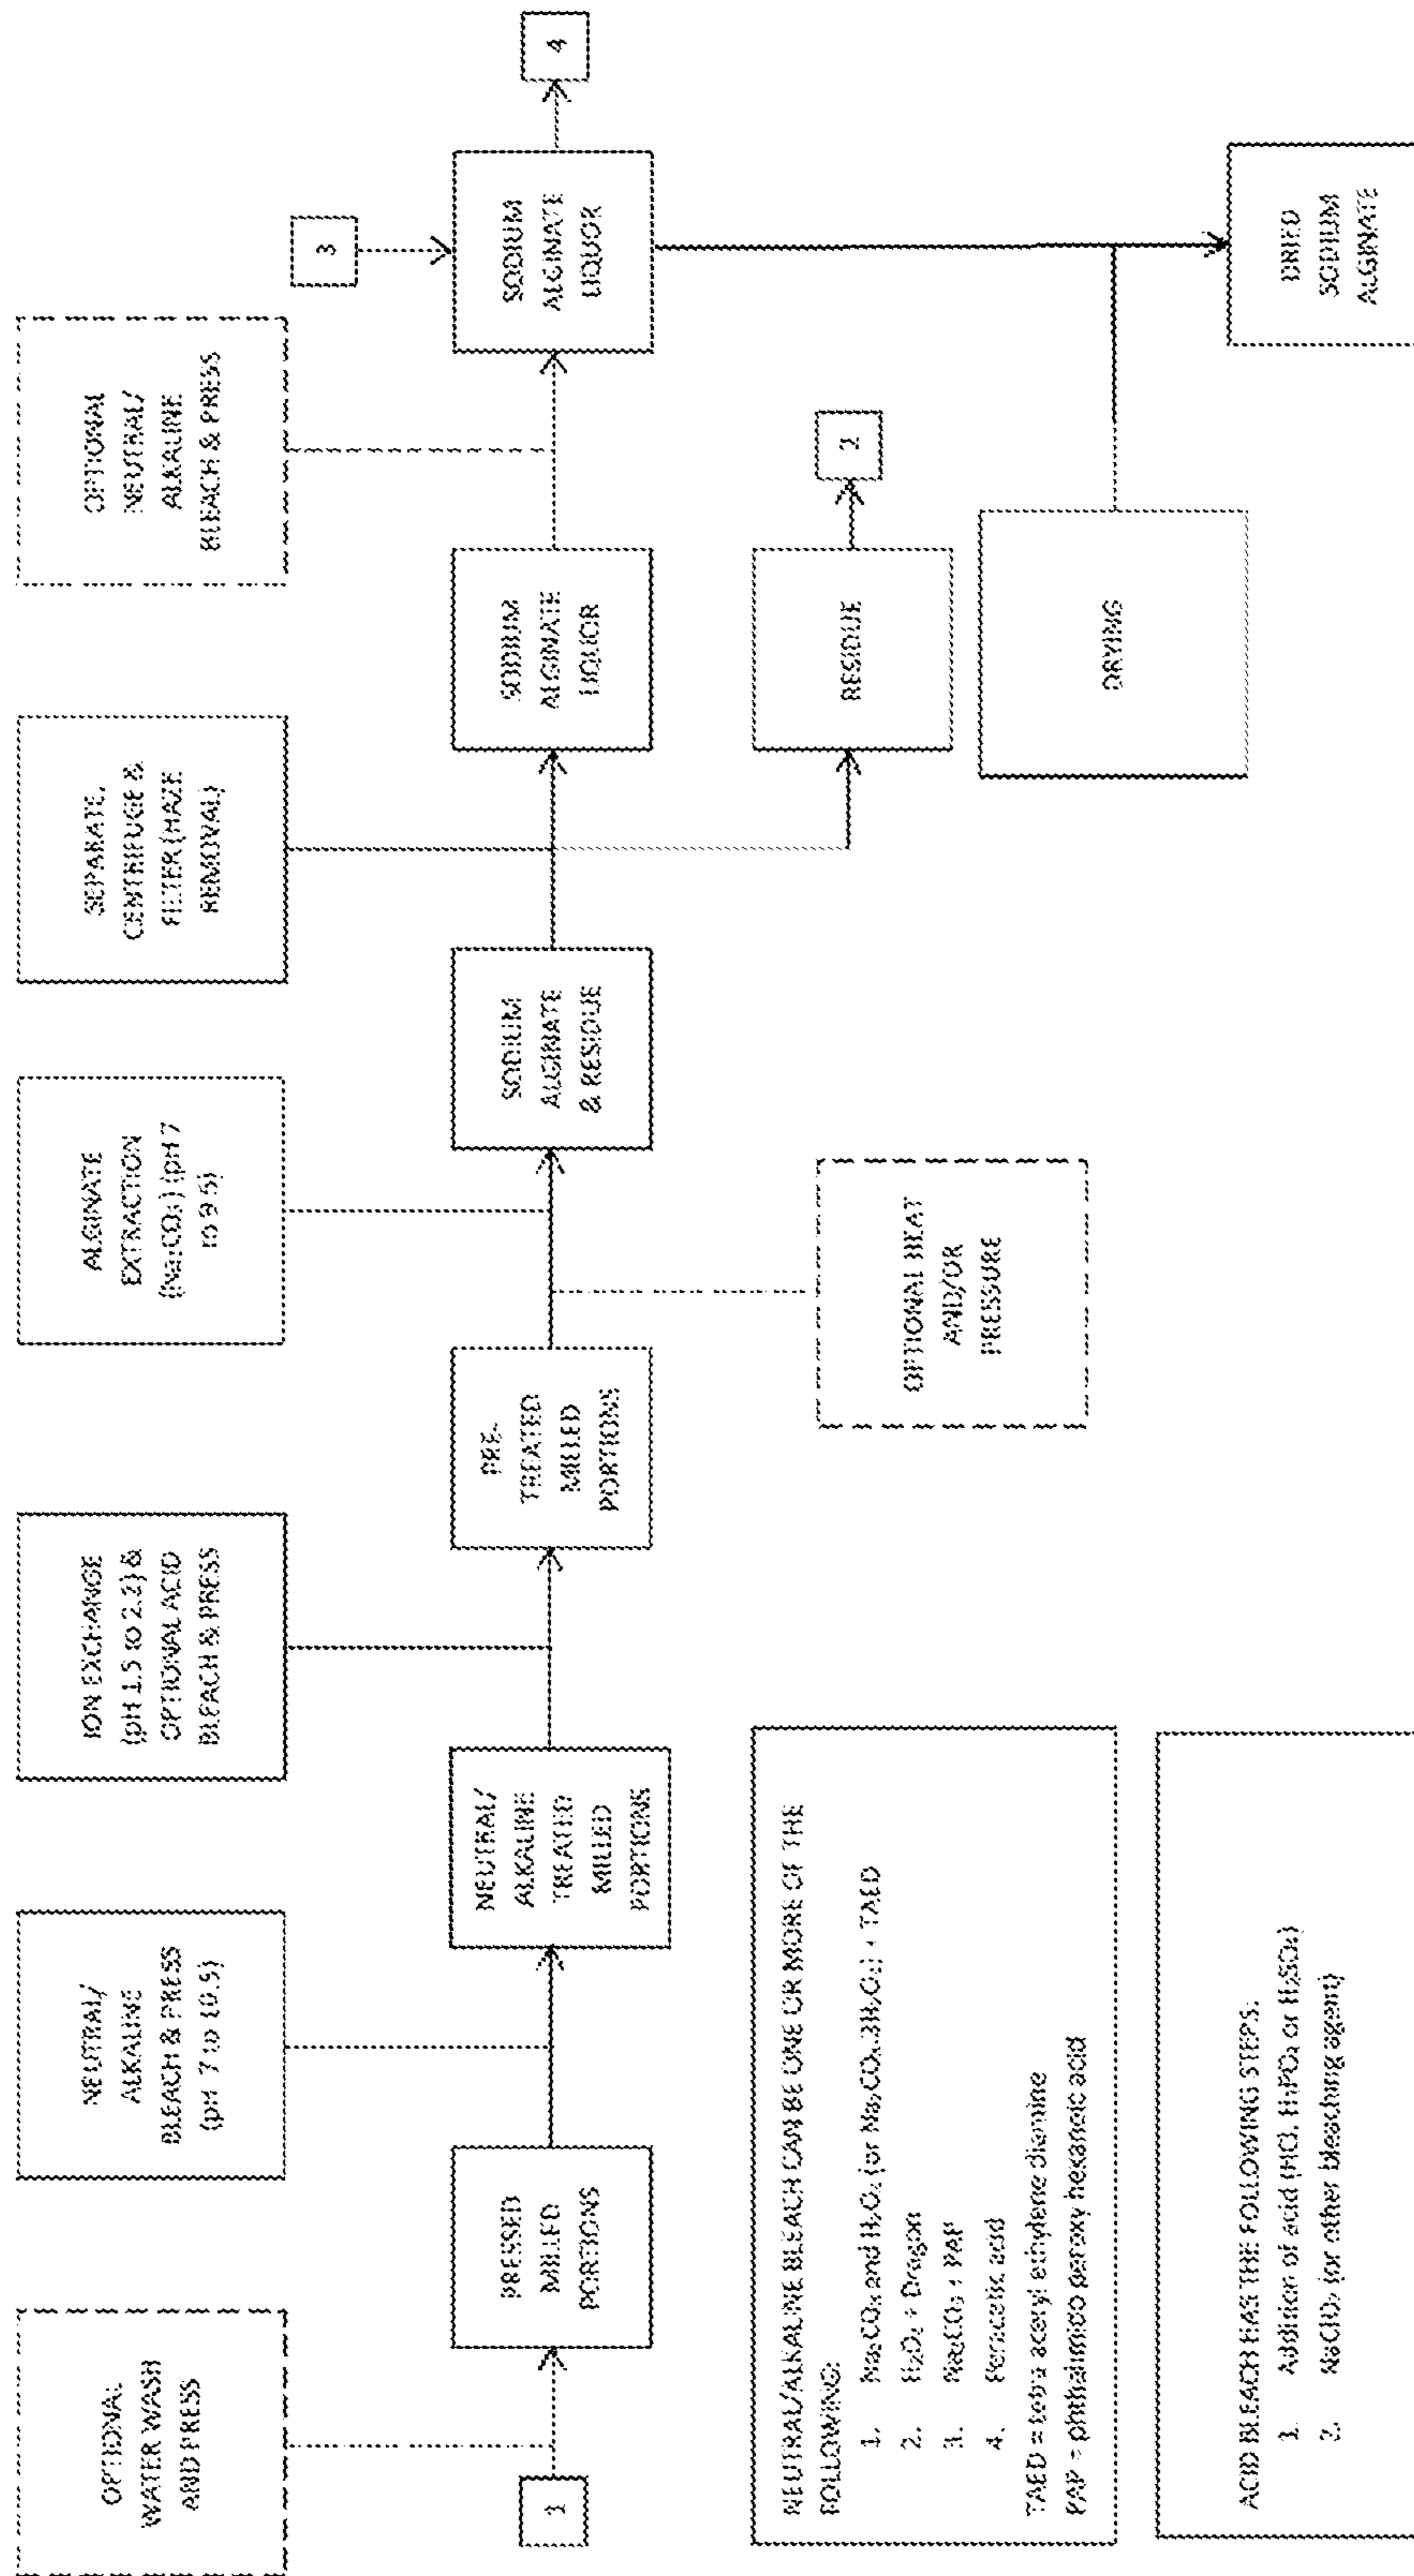 OPTIONAL
WATER WASH
AND PRESS
NEUTRAL/
ALKALINE
BLEACH & PRESS
(pH 7 to 10.5)
ION EXCHANGE
(pH 1.5 to 2.2) &
OPTIONAL ACID
BLEACH & PRESS
ALGINATE
EXTRACTION
(Na₂CO₃) (pH 7
to 9.5)
SEPARATE,
CENTRIFUGE &
FILTER (HAZE
REMOVAL)
OPTIONAL
NEUTRAL/
ALKALINE
BLEACH & PRESS
3
1
PRESSED
MILLED
PORTIONS
NEUTRAL/
ALKALINE
TREATED
MILLED
PORTIONS
PRE-
TREATED
MILLED
PORTIONS
SODIUM
ALGINATE
& RESIDUE
SODIUM
ALGINATE
LIQUOR
SODIUM
ALGINATE
LIQUOR
4
RESIDUE
2
OPTIONAL HEAT
AND/OR
PRESSURE
DRYING
DRIED
SODIUM
ALGINATE
NEUTRAL/ALKALINE BLEACH CAN BE ONE OR MORE OF THE
FOLLOWING:
1. Na₂CO₃ and H₂O₂ (or Na₂CO₃.3H₂O₂) + TAED
2. H₂O₂ + Dragon
3. Na₂CO₃ + PAP
4. Peracetic acid
TAED = tetra acetyl ethylene diamine
PAP = phthalimido peroxy hexanoic acid
ACID BLEACH HAS THE FOLLOWING STEPS:
1. Addition of acid (HCl, H₃PO₄ or H₂SO₄)
2. NaClO₂ (or other bleaching agent)